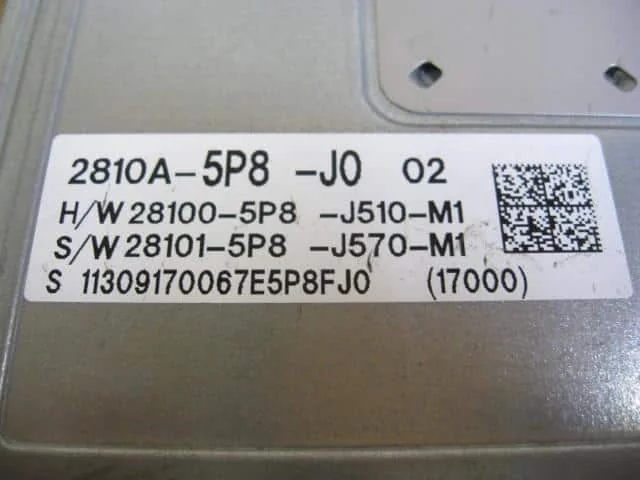 2810A-5P8 -J0 02
H/W 28100-5P8 -J510-M1
S/W 28101-5P8 -J570-M1
S 11309170067E5P8FJ0 (17000)